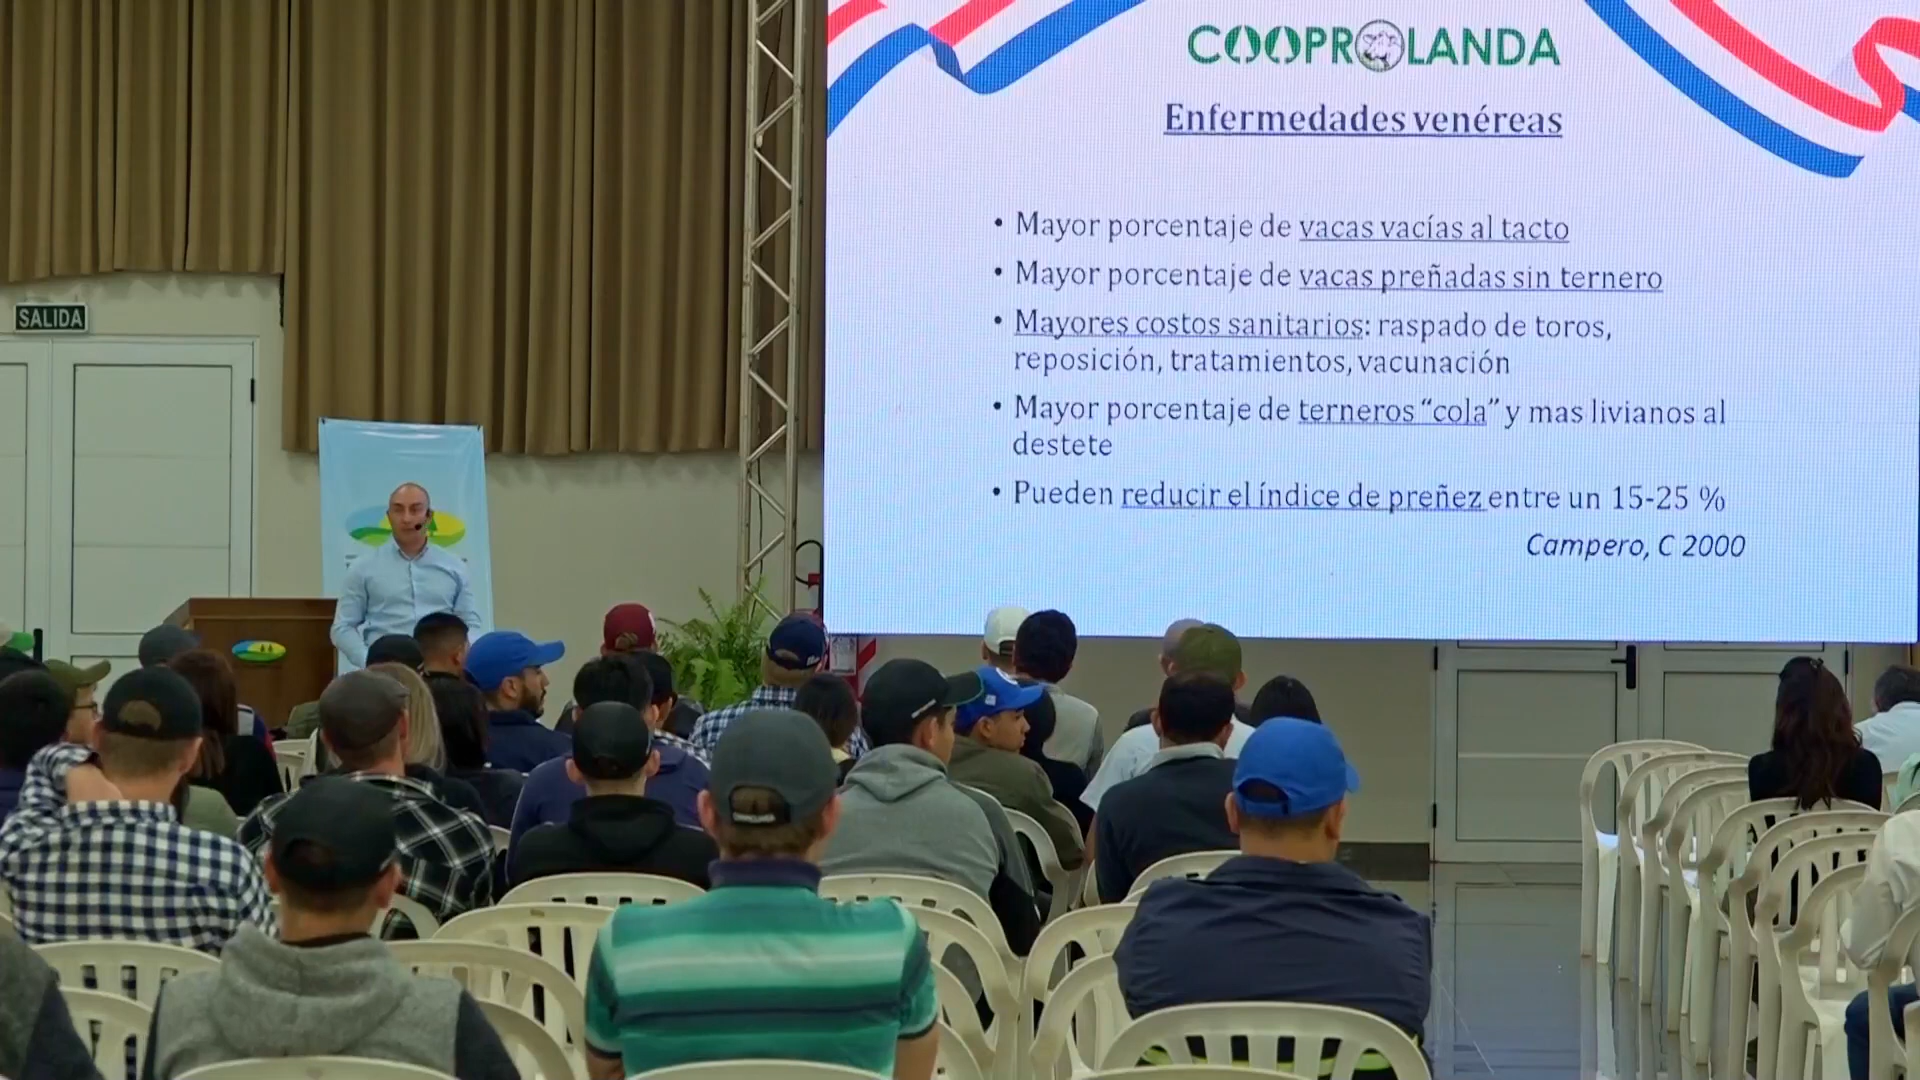 COOPROLANDA
Enfermedades venéreas
• Mayor porcentaje de vacas vacías al tacto
• Mayor porcentaje de vacas preñadas sin ternero
• Mayores costos sanitarios: raspado de toros,
reposición, tratamientos, vacunación
• Mayor porcentaje de terneros “cola” y mas livianos al
destete
• Pueden reducir el índice de preñez entre un 15-25 %
Campero, C 2000
SALIDA